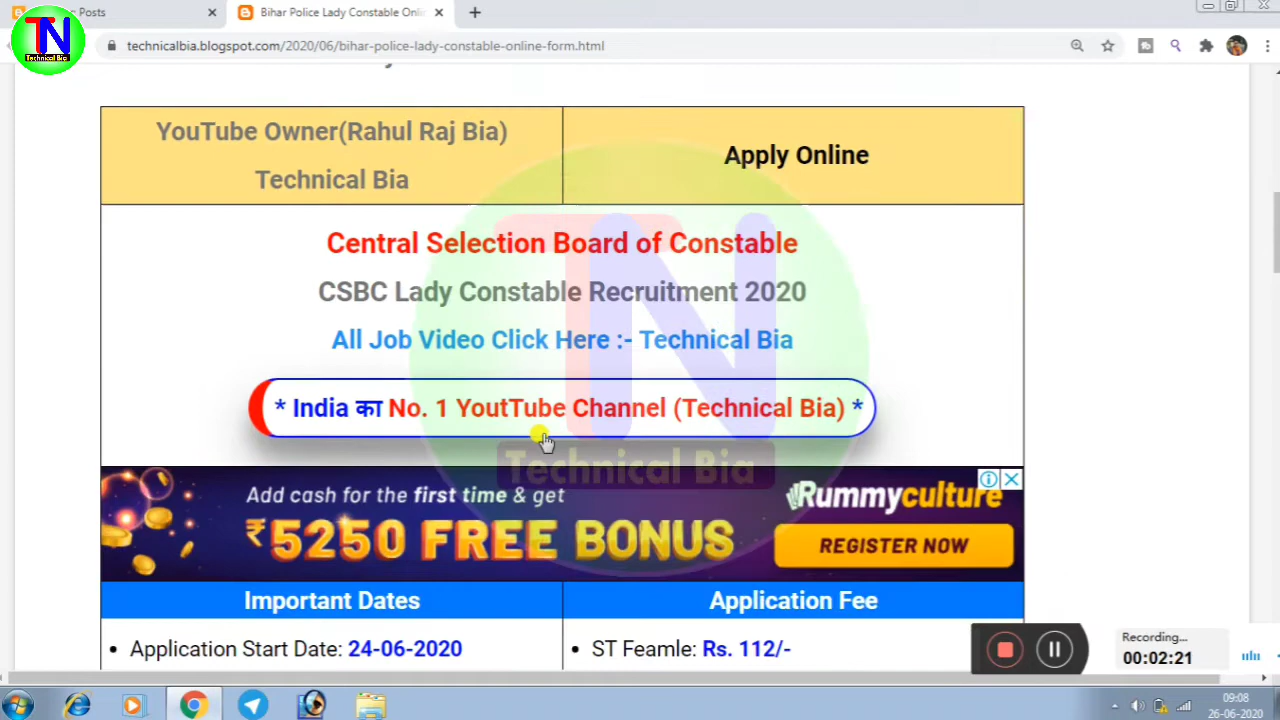 Posts
Bihar Police Lady Constable Onli
technicalbia.blogspot.com/2020/06/bihar-police-lady-constable-online-form.html
TN
Technical Bia
YouTube Owner(Rahul Raj Bia)
Technical Bia
Apply Online
Central Selection Board of Constable
CSBC Lady Constable Recruitment 2020
All Job Video Click Here :- Technical Bia
* India का No. 1 YoutTube Channel (Technical Bia) *
TN
Technical Bia
Add cash for the first time & get
₹5250 FREE BONUS
Rummyculture
REGISTER NOW
Important Dates
Application Fee
• Application Start Date: 24-06-2020
• ST Feamle: Rs. 112/-
Recording...
00:02:21
09:08
26-06-2020